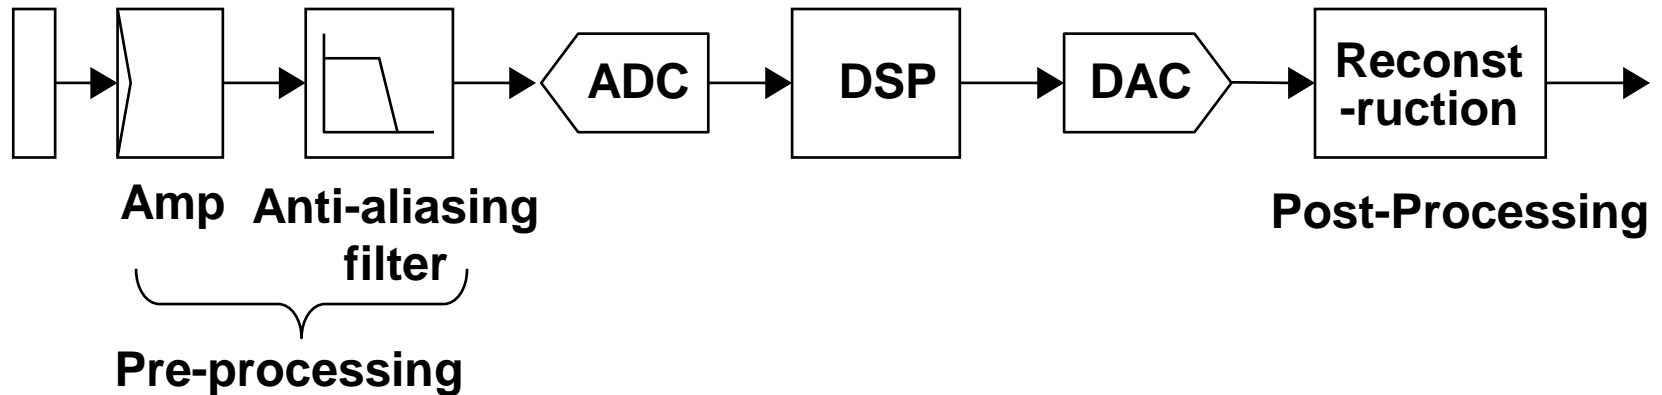 ADC
DSP
DAC
Reconst
-ruction
Amp
Anti-aliasing
filter
Post-Processing
Pre-processing